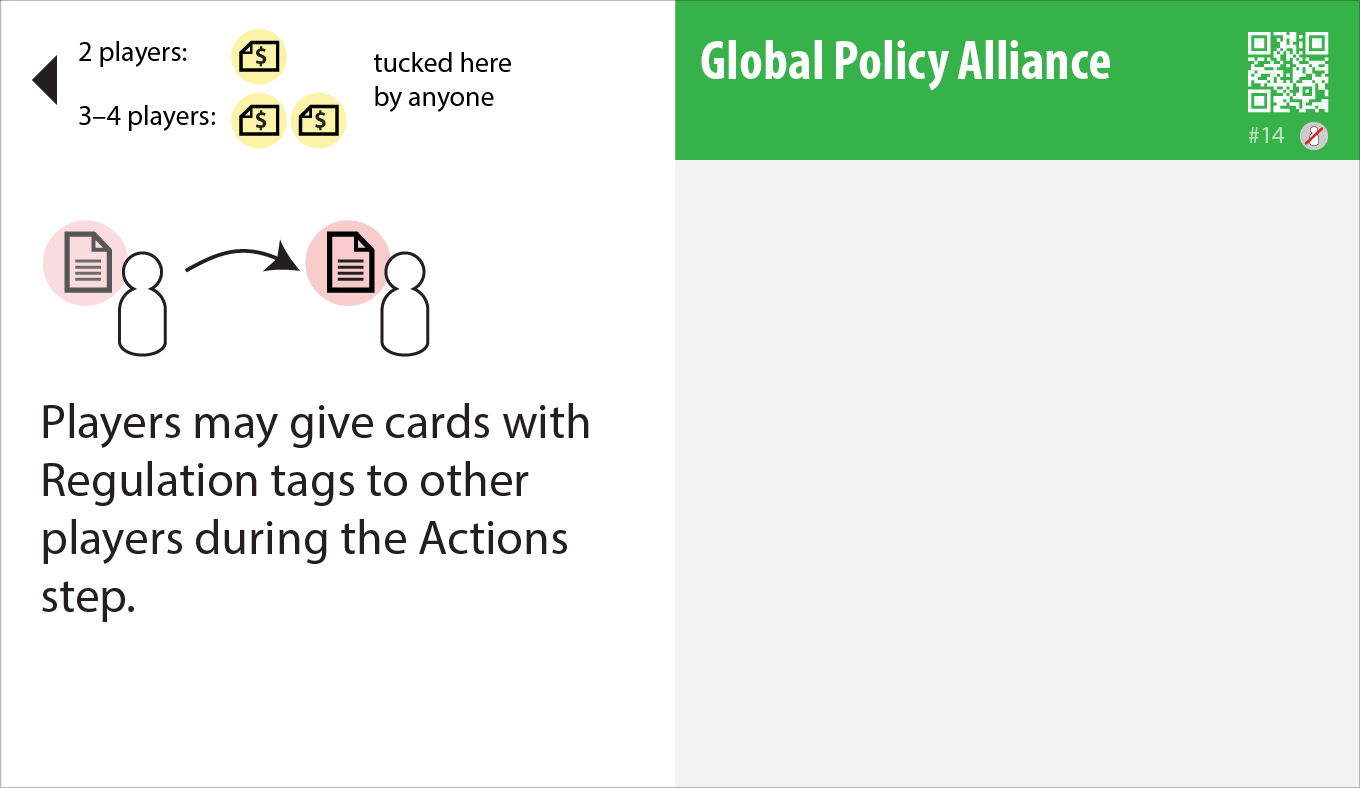 2 players:
3–4 players:
tucked here
by anyone
Players may give cards with
Regulation tags to other
players during the Actions
step.
Global Policy Alliance
#14